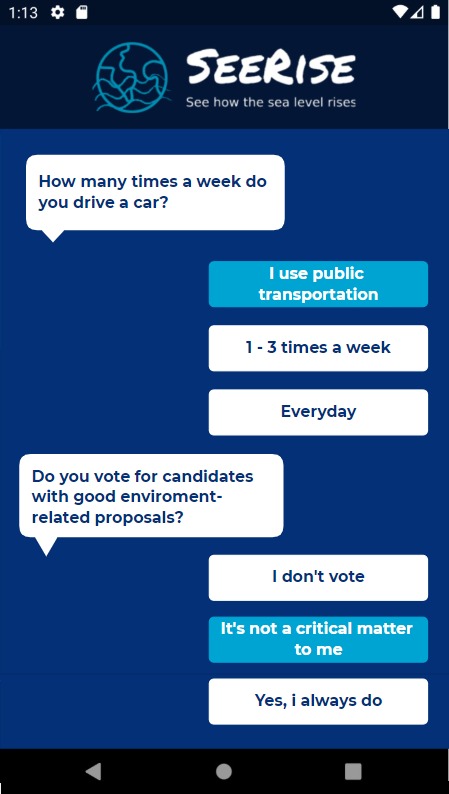 1:13
SEERISE
See how the sea level rises
How many times a week do
you drive a car?
I use public
transportation
1 - 3 times a week
Everyday
Do you vote for candidates
with good enviroment-
related proposals?
I don't vote
It's not a critical matter
to me
Yes, i always do